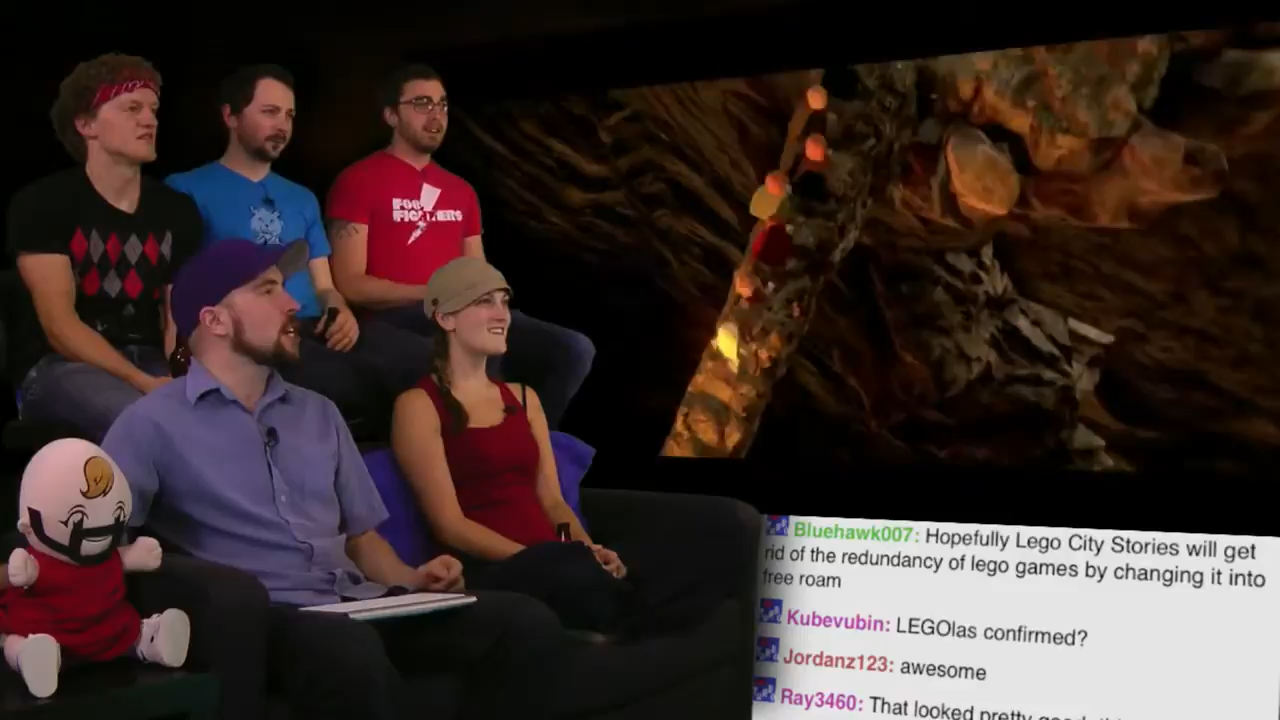 FOO
FIGHTERS
Bluehawk007: Hopefully Lego City Stories will get
rid of the redundancy of lego games by changing it into
free roam
Kubevubin: LEGOlas confirmed?
Jordanz123: awesome
Ray3460: That looked pretty